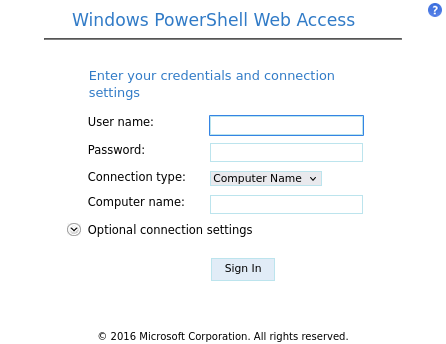 Windows PowerShell Web Access
?
Enter your credentials and connection
settings
User name:
Password:
Connection type: Computer Name
Computer name:
Optional connection settings
Sign In
© 2016 Microsoft Corporation. All rights reserved.